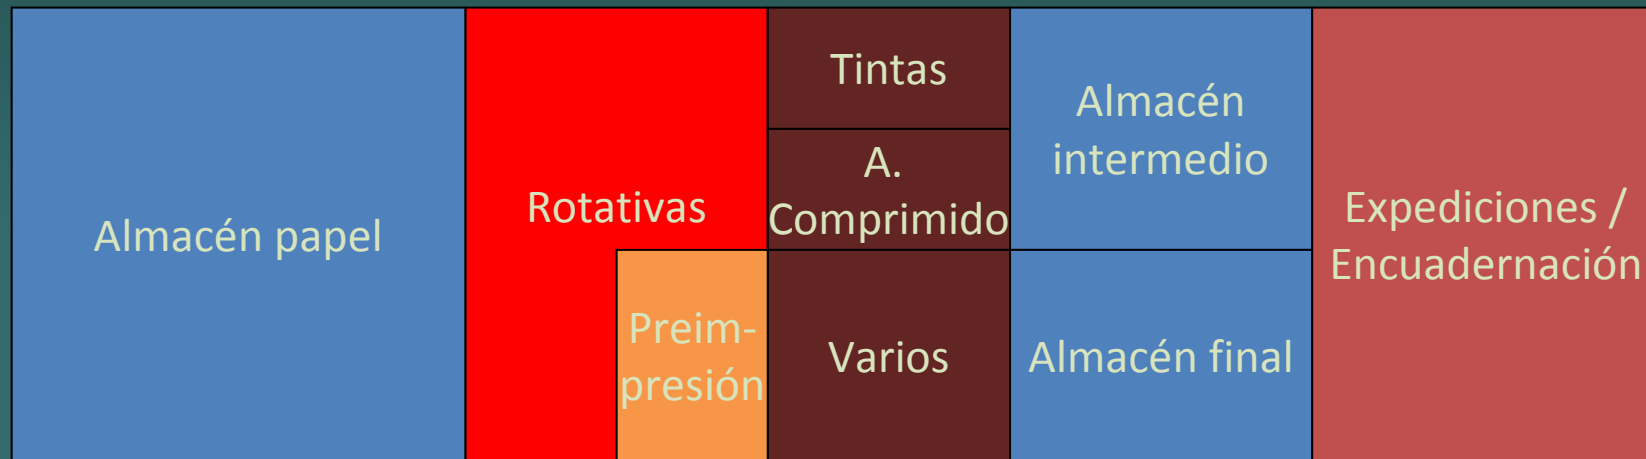 Almacén papel
Rotativas
Preim-
presión
Tintas
A.
Comprimido
Varios
Almacén
intermedio
Almacén final
Expediciones /
Encuadernación